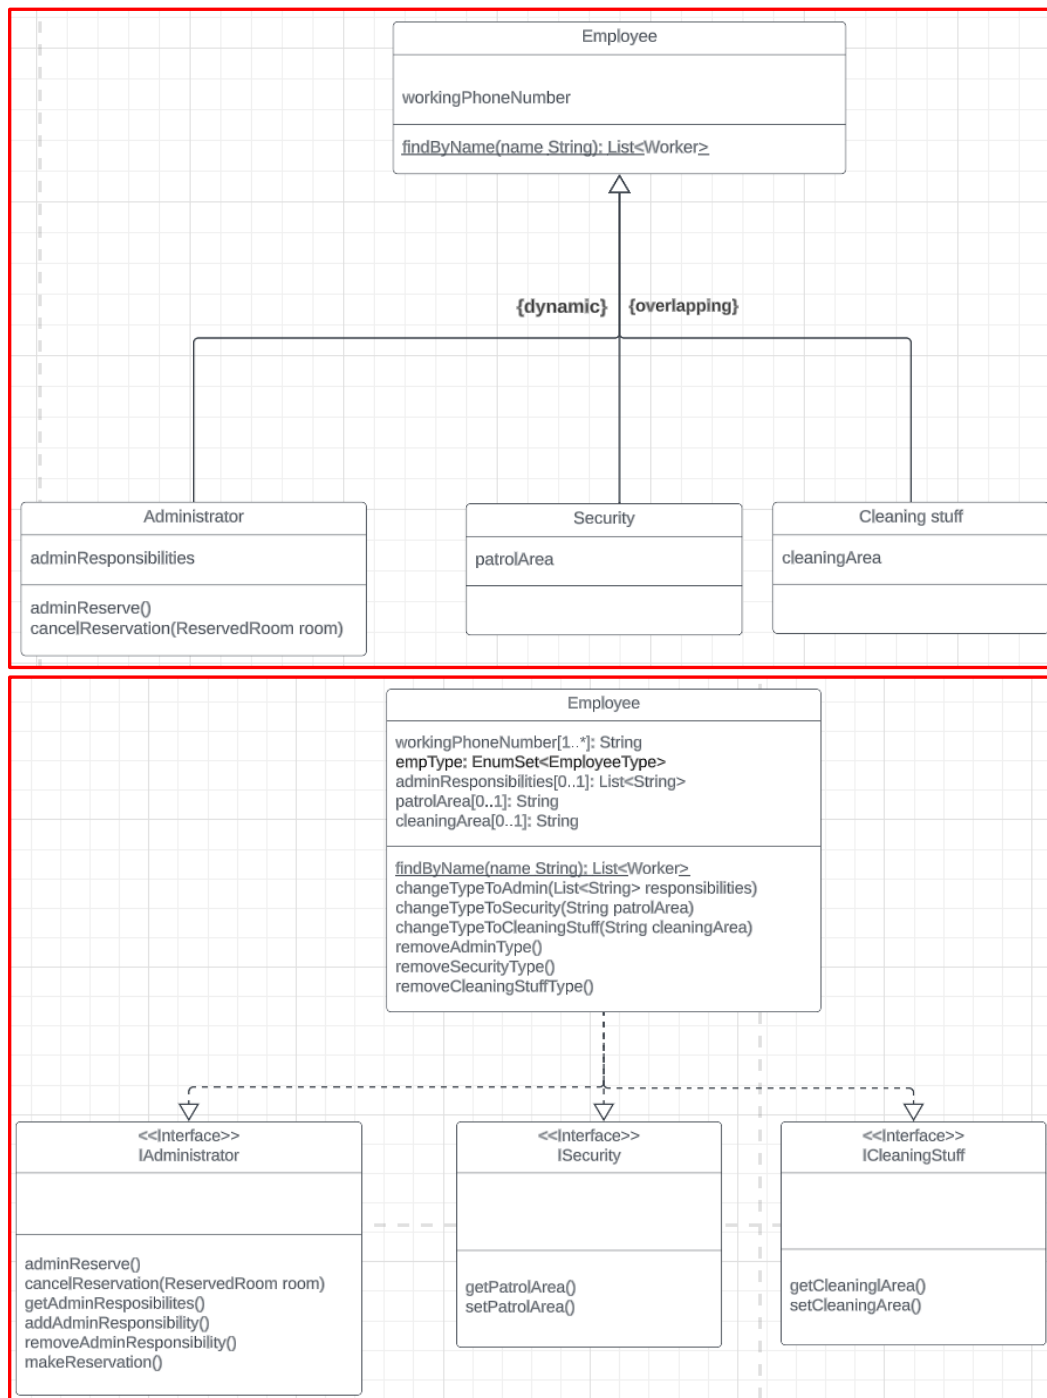 Employee
workingPhoneNumber
findByName(name String): List<Worker>
{dynamic} {overlapping}
Administrator
adminResponsibilities
adminReserve()
cancelReservation(ReservedRoom room)
Security
patrolArea
Cleaning stuff
cleaningArea
Employee
workingPhoneNumber[1..*]: String
empType: EnumSet<EmployeeType>
adminResponsibilities[0..1]: List<String>
patrolArea[0..1]: String
cleaningArea[0..1]: String
findByName(name String): List<Worker>
changeTypeToAdmin(List<String> responsibilities)
changeTypeToSecurity(String patrolArea)
changeTypeToCleaningStuff(String cleaningArea)
removeAdminType()
removeSecurityType()
removeCleaningStuffType()
<<Interface>>
IAdministrator
adminReserve()
cancelReservation(ReservedRoom room)
getAdminResposibilites()
addAdminResponsibility()
removeAdminResponsibility()
makeReservation()
<<Interface>>
ISecurity
getPatrolArea()
setPatrolArea()
<<Interface>>
ICleaningStuff
getCleaninglArea()
setCleaningArea()